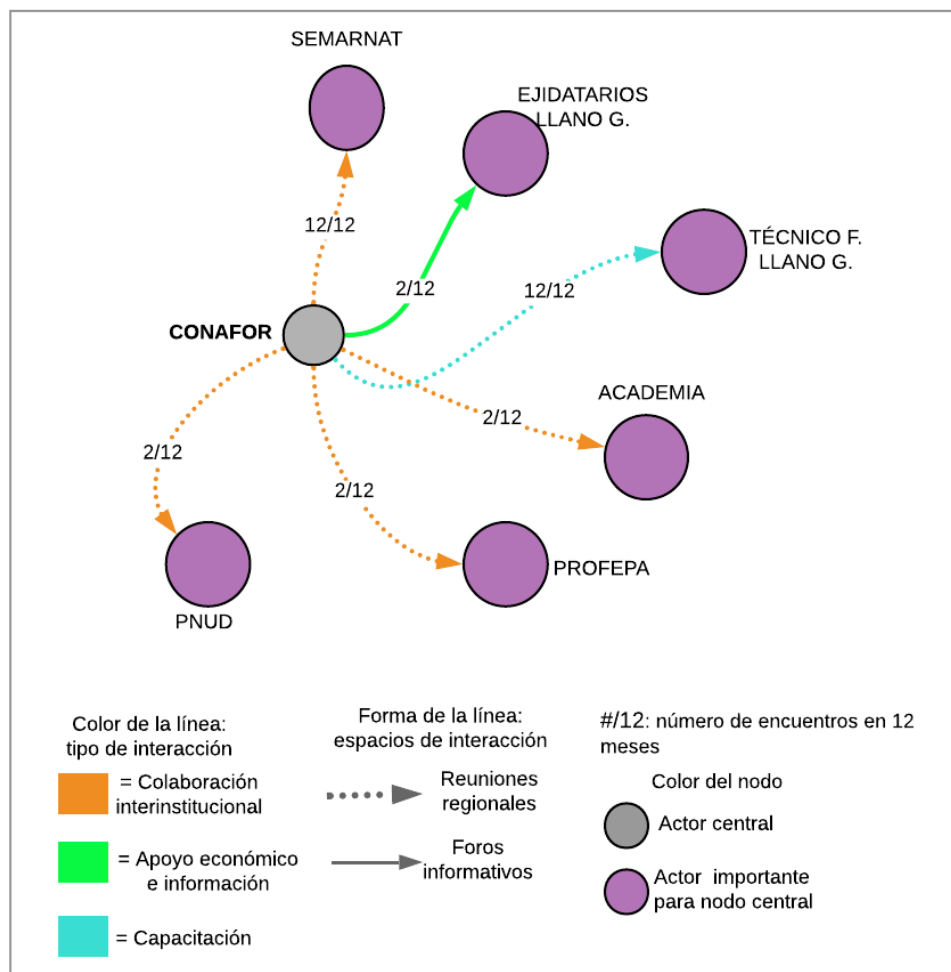 SEMARNAT
EJIDATARIOS
LLANO G.
TÉCNICO F.
LLANO G.
12/12
2/12
12/12
CONAFOR
ACADEMIA
2/12
2/12
2/12
PROFEPA
PNUD
Color de la línea:
tipo de interacción
= Colaboración
interinstitucional
= Apoyo económico
e información
= Capacitación
Forma de la línea:
espacios de interacción
Reuniones
regionales
Foros
informativos
#/12: número de encuentros en 12
meses
Color del nodo
Actor central
Actor importante
para nodo central